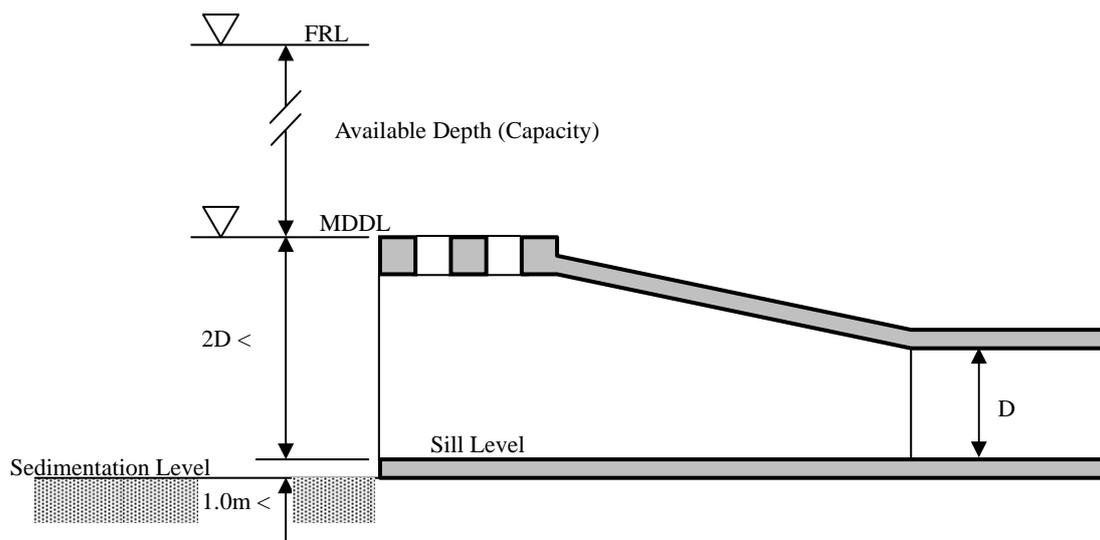 FRL
Available Depth (Capacity)
MDDL
2D <
D
Sill Level
Sedimentation Level
1.0m <